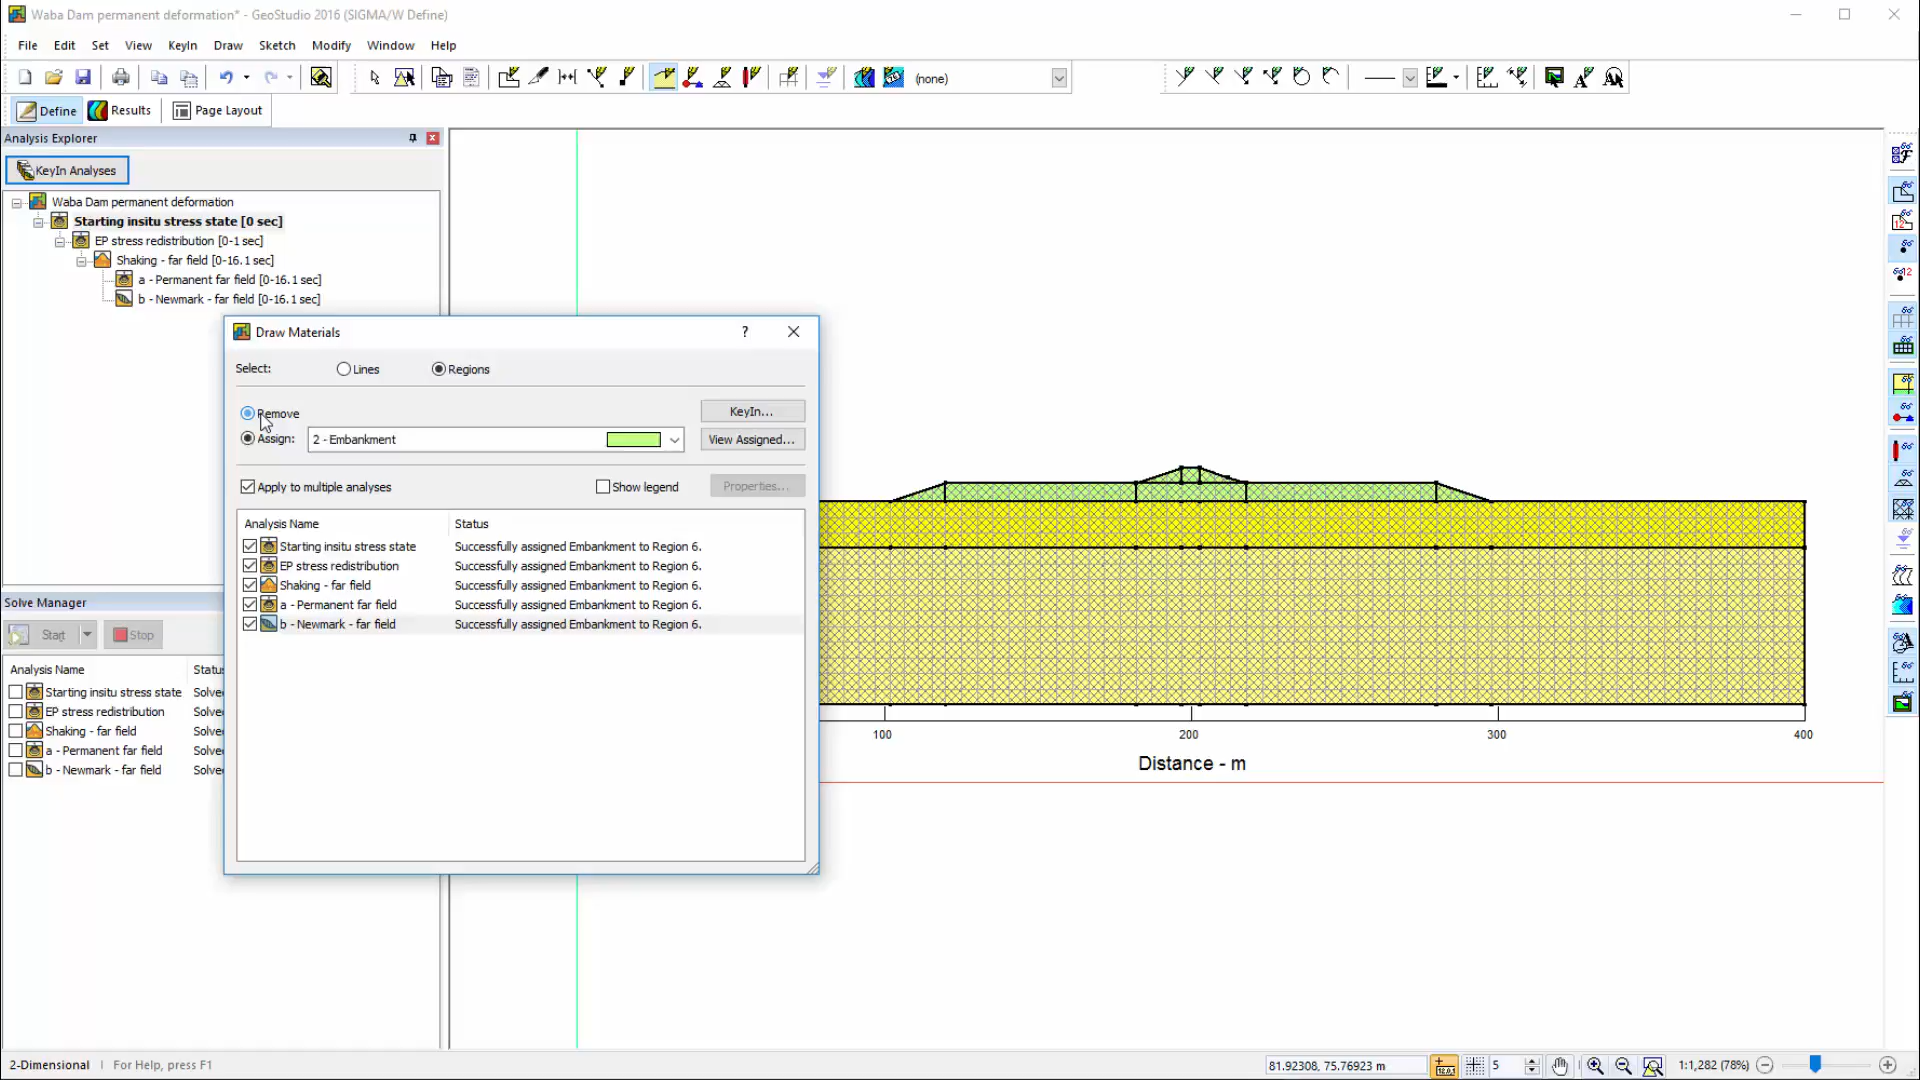 Waba Dam permanent deformation* - GeoStudio 2016 (SIGMA/W Define)
File Edit Set View KeyIn Draw Sketch Modify Window Help
(none)
Define Results Page Layout
Analysis Explorer
KeyIn Analyses
Waba Dam permanent deformation
Starting insitu stress state [0 sec]
EP stress redistribution [0-1 sec]
Shaking - far field [0-16.1 sec]
a - Permanent far field [0-16.1 sec]
b - Newmark - far field [0-16.1 sec]
Draw Materials
Select: Lines Regions
Remove KeyIn...
Assign: 2 - Embankment View Assigned...
Apply to multiple analyses Show legend Properties...
Analysis Name Status
Starting insitu stress state Successfully assigned Embankment to Region 6.
EP stress redistribution Successfully assigned Embankment to Region 6.
Shaking - far field Successfully assigned Embankment to Region 6.
a - Permanent far field Successfully assigned Embankment to Region 6.
b - Newmark - far field Successfully assigned Embankment to Region 6.
Solve Manager
Start Stop
Analysis Name Status
Starting insitu stress state Solve
EP stress redistribution Solve
Shaking - far field Solve
a - Permanent far field Solve
b - Newmark - far field Solve
100 200 300 400
Distance - m
2-Dimensional For Help, press F1 81.92308, 75.76923 m 5 1:1,282 (78%)